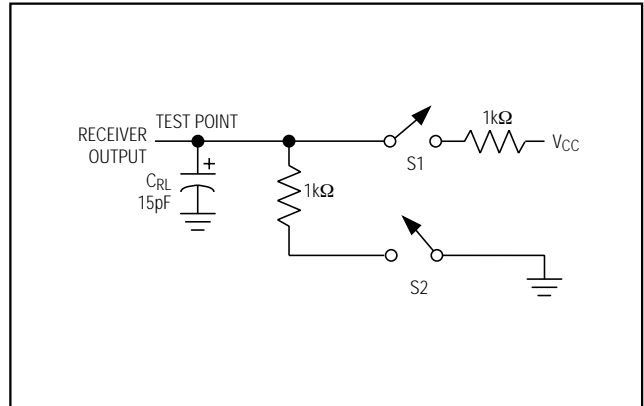 TEST POINT
RECEIVER
OUTPUT
CRL
15pF
+
1kΩ
S1
1kΩ
VCC
S2